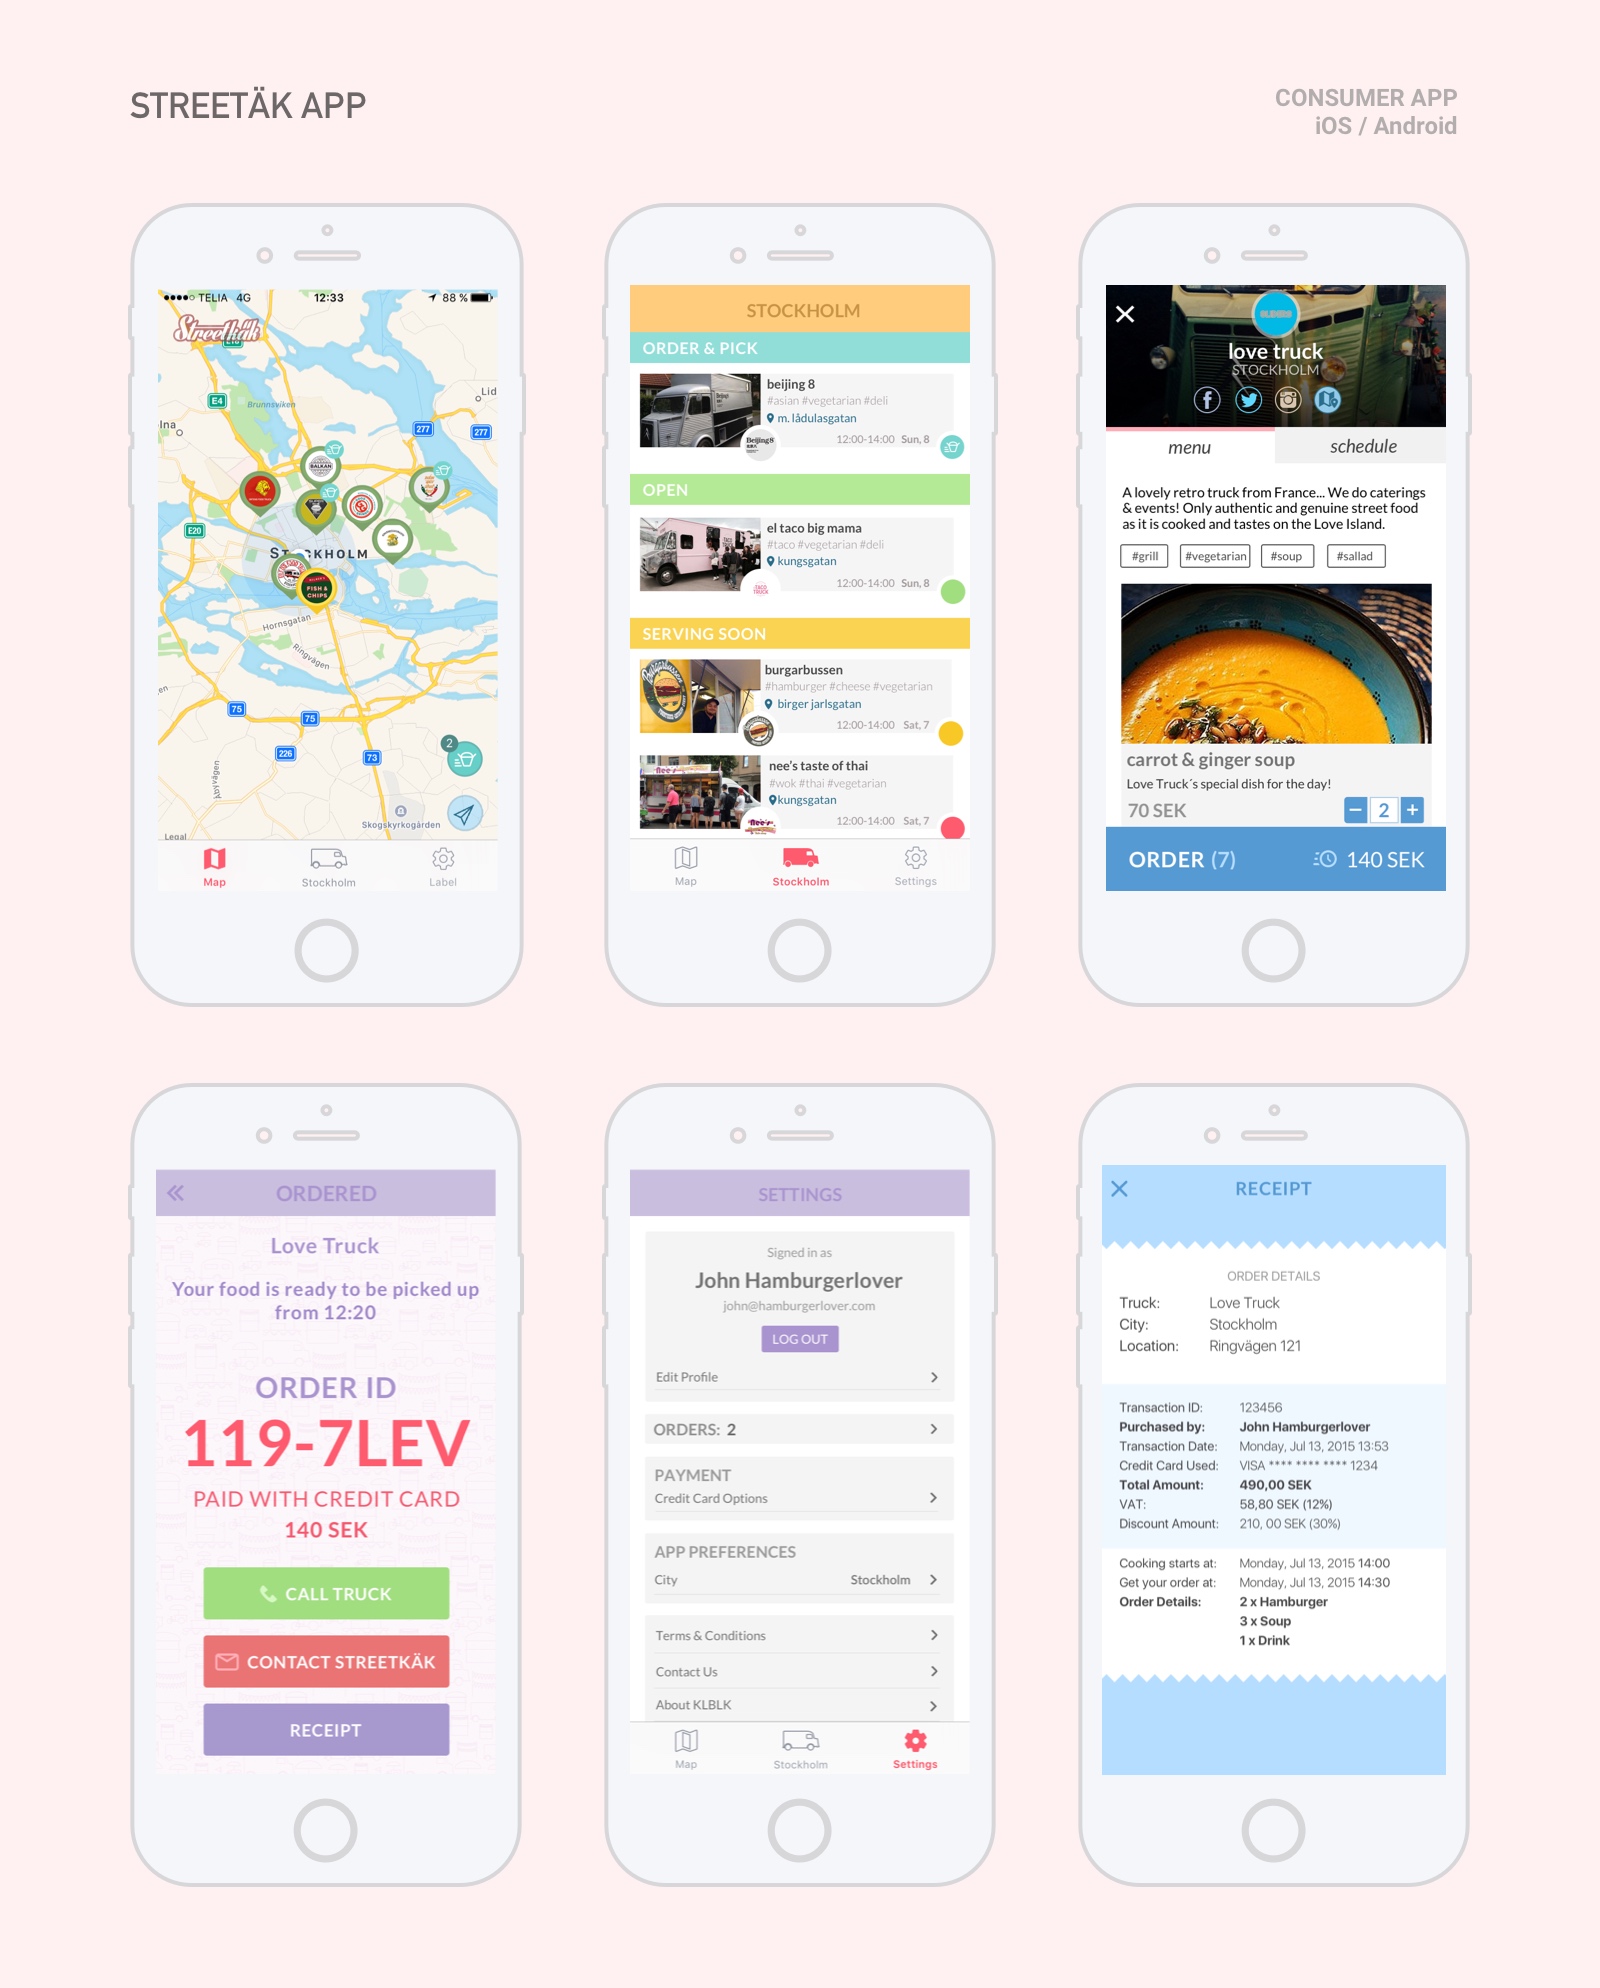 STREETÄK APP
CONSUMER APP
iOS / Android
TELIA 4G 12:33 88 %
Streetkäk
E4
Brunnsviken
Lid
lna
277
277
BALKAN
E20
STOCKHOLM
FISH & CHIPS
Hornsgatan
Ringvägen
75
75
226
73
2
Skogskyrkogården
Legal
Map Stockholm Label
STOCKHOLM
ORDER & PICK
beijing 8
#asian #vegetarian #deli
m. lådulasgatan
Beijing8
12:00-14:00 Sun, 8
OPEN
el taco big mama
#taco #vegetarian #deli
kungsgatan
TACO TRUCK
12:00-14:00 Sun, 8
SERVING SOON
burgarbussen
#hamburger #cheese #vegetarian
birger jarlsgatan
12:00-14:00 Sat, 7
nee's taste of thai
#wok #thai #vegetarian
kungsgatan
12:00-14:00 Sat, 7
Map Stockholm Settings
love truck
STOCKHOLM
menu schedule
A lovely retro truck from France... We do caterings
& events! Only authentic and genuine street food
as it is cooked and tastes on the Love Island.
#grill #vegetarian #soup #sallad
carrot & ginger soup
Love Truck´s special dish for the day!
70 SEK − 2 +
ORDER (7) 140 SEK
ORDERED
Love Truck
Your food is ready to be picked up
from 12:20
ORDER ID
119-7LEV
PAID WITH CREDIT CARD
140 SEK
CALL TRUCK
CONTACT STREETKÄK
RECEIPT
SETTINGS
Signed in as
John Hamburgerlover
john@hamburgerlover.com
LOG OUT
Edit Profile
ORDERS: 2
PAYMENT
Credit Card Options
APP PREFERENCES
City Stockholm
Terms & Conditions
Contact Us
About KLBLK
Map Stockholm Settings
RECEIPT
ORDER DETAILS
Truck: Love Truck
City: Stockholm
Location: Ringvägen 121
Transaction ID: 123456
Purchased by: John Hamburgerlover
Transaction Date: Monday, Jul 13, 2015 13:53
Credit Card Used: VISA **** **** **** 1234
Total Amount: 490,00 SEK
VAT: 58,80 SEK (12%)
Discount Amount: 210, 00 SEK (30%)
Cooking starts at: Monday, Jul 13, 2015 14:00
Get your order at: Monday, Jul 13, 2015 14:30
Order Details: 2 x Hamburger
3 x Soup
1 x Drink